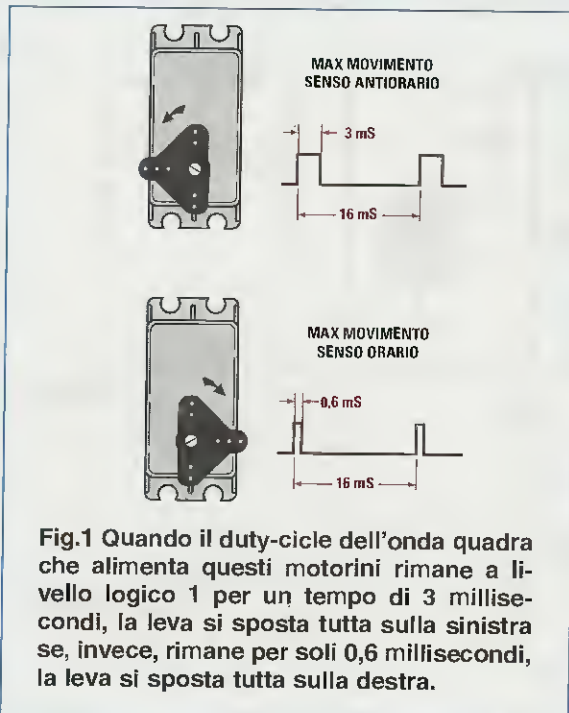 MAX MOVIMENTO
SENSO ANTIORARIO
3 mS
16 mS
MAX MOVIMENTO
SENSO ORARIO
0,6 mS
16 mS
Fig.1 Quando il duty-cicle dell'onda quadra
che alimenta questi motorini rimane a li-
vello logico 1 per un tempo di 3 millise-
condi, la leva si sposta tutta sulla sinistra
se, invece, rimane per soli 0,6 millisecondi,
la leva si sposta tutta sulla destra.